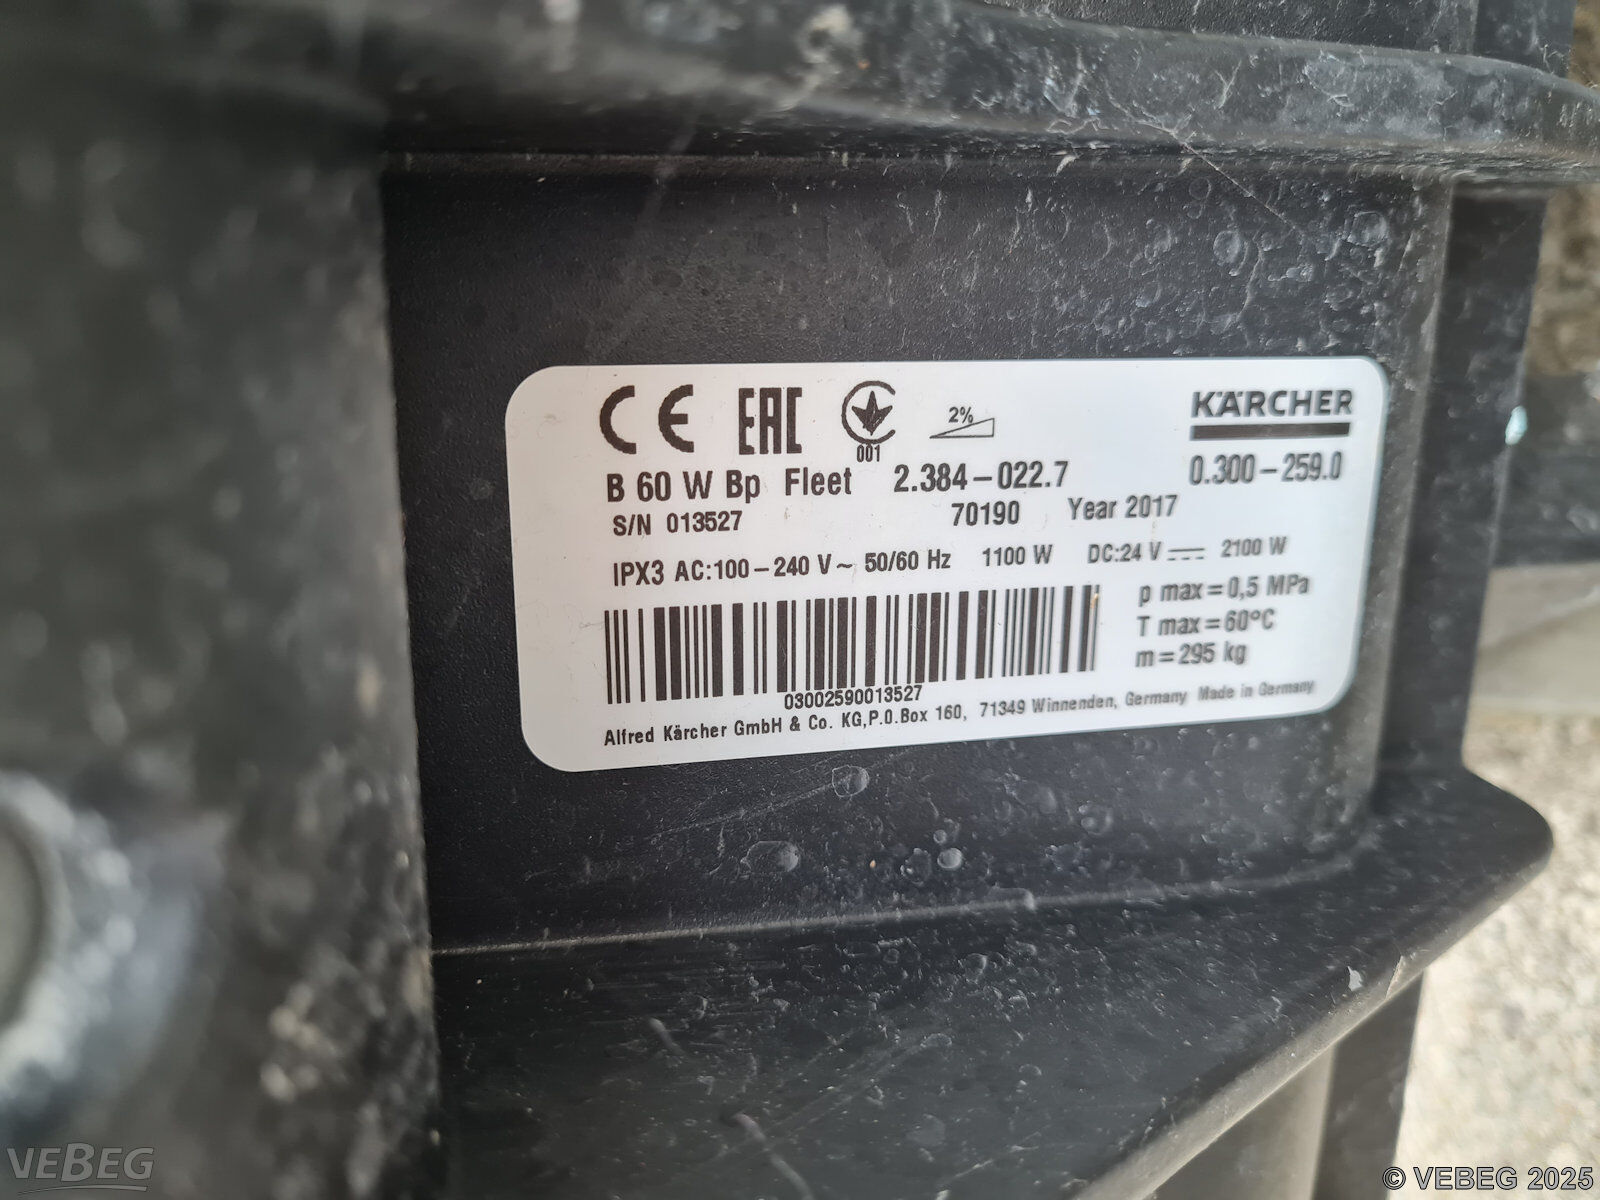 CE EAC 001 2% KÄRCHER
B 60 W Bp Fleet 2.384-022.7 0.300-259.0
S/N 013527 70190 Year 2017
IPX3 AC:100-240 V~ 50/60 Hz 1100 W DC:24 V 2100 W
p max=0,5 MPa
T max=60°C
m=295 kg
03002590013527
Alfred Kärcher GmbH & Co. KG,P.O.Box 160, 71349 Winnenden, Germany Made in Germany
VEBEG
© VEBEG 2025